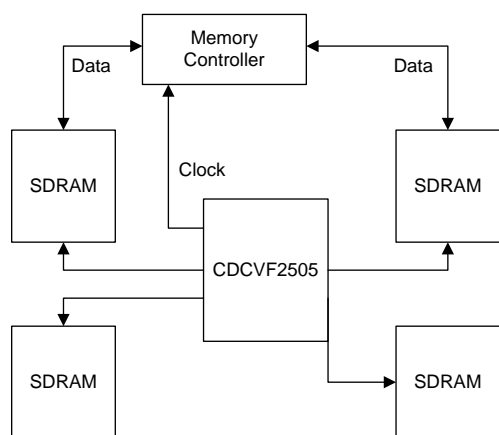 Memory
Controller
Data
Data
Clock
SDRAM
SDRAM
CDCVF2505
SDRAM
SDRAM